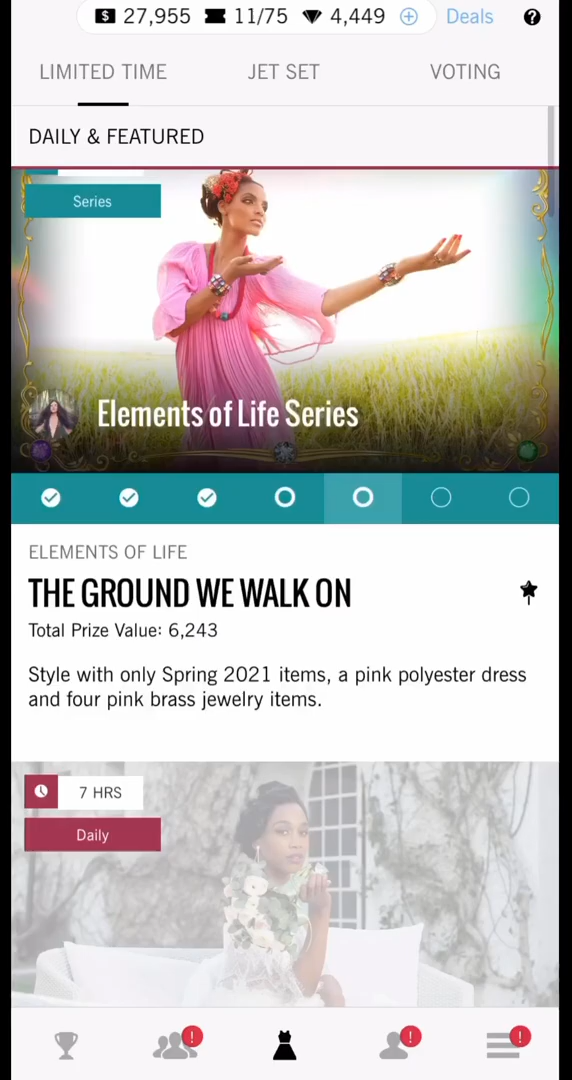 $ 27,955 11/75 4,449 + Deals ?
LIMITED TIME JET SET VOTING
DAILY & FEATURED
Series
Elements of Life Series
ELEMENTS OF LIFE
THE GROUND WE WALK ON
Total Prize Value: 6,243
Style with only Spring 2021 items, a pink polyester dress
and four pink brass jewelry items.
7 HRS
Daily
! ! !